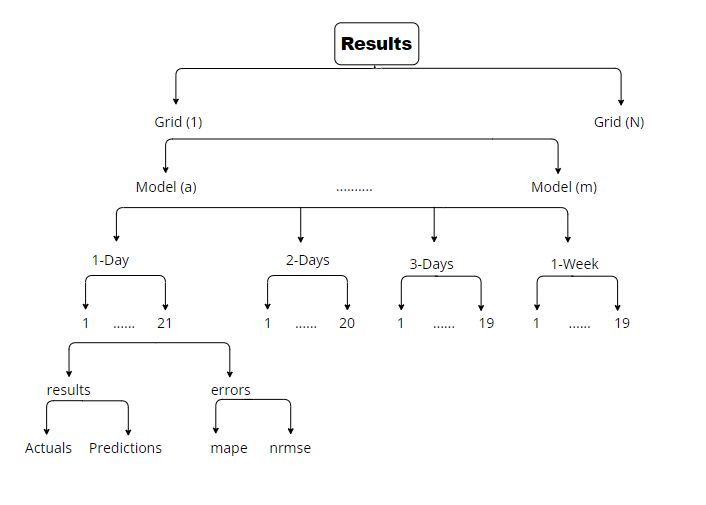 Results
Grid (1) Grid (N)
Model (a) .......... Model (m)
1-Day 2-Days 3-Days 1-Week
1 ...... 21 1 ...... 20 1 ...... 19 1 ...... 19
results errors
Actuals Predictions mape nrmse